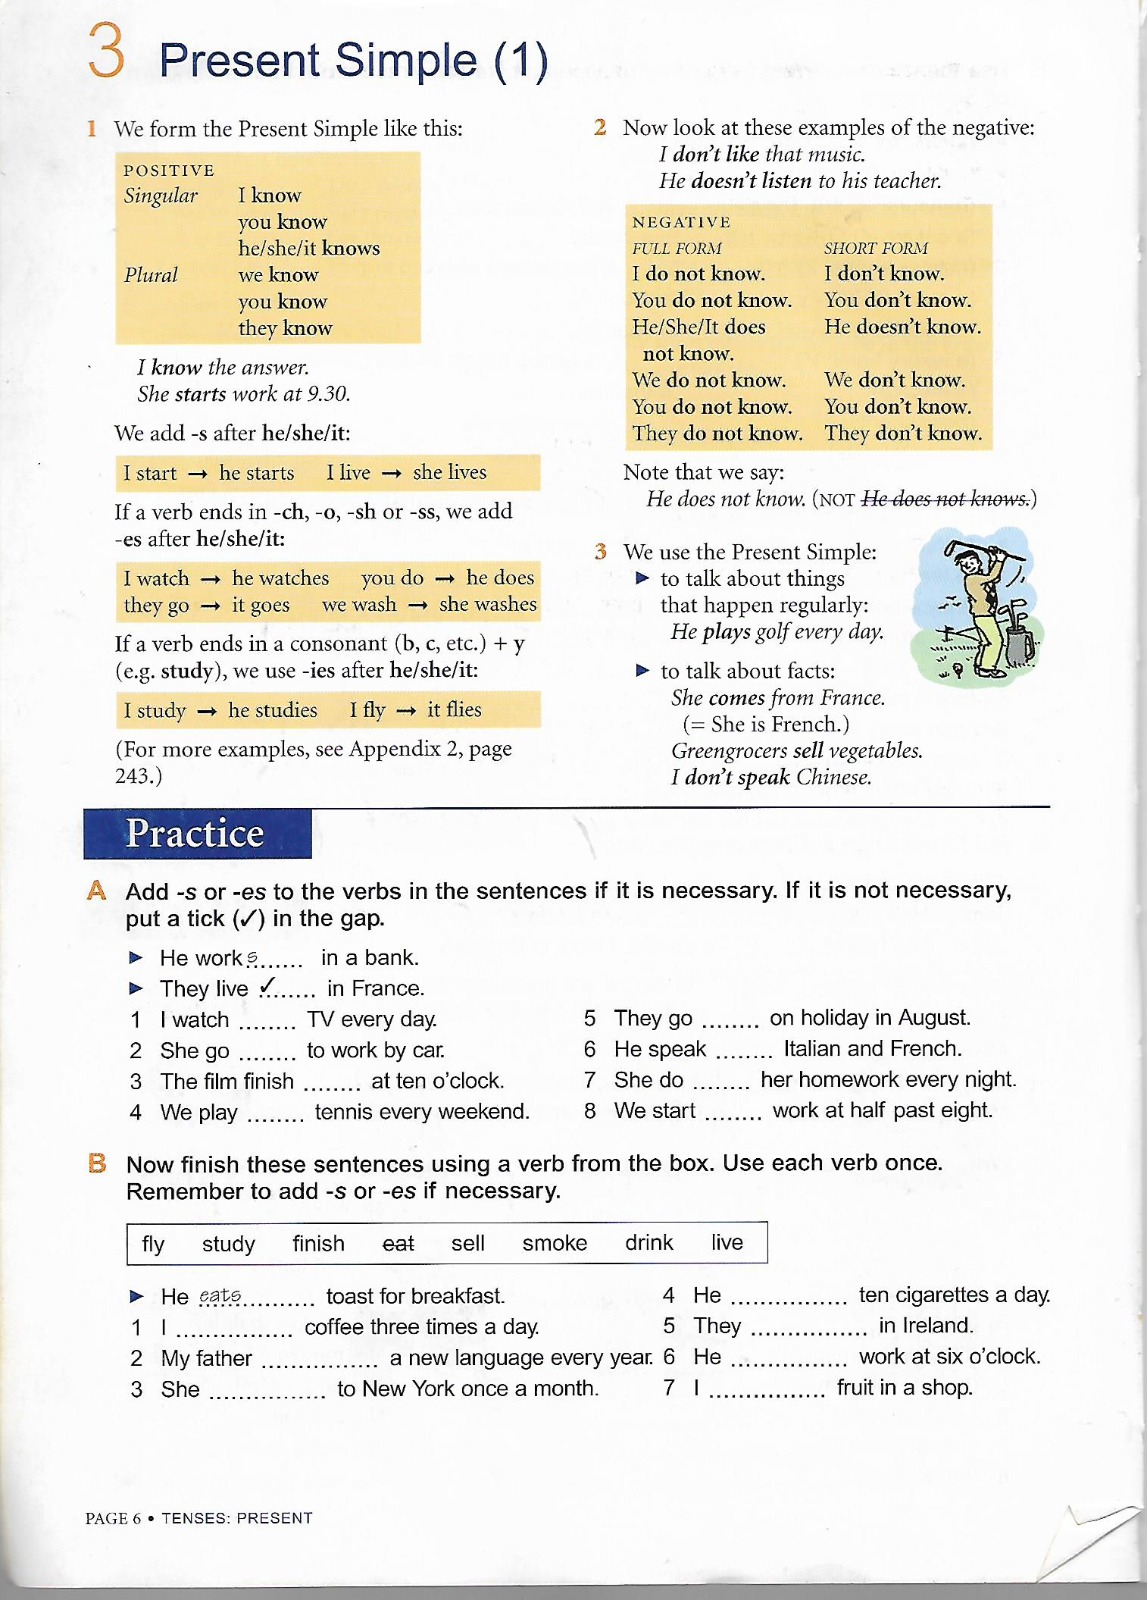 3 Present Simple (1)
1 We form the Present Simple like this:
POSITIVE
Singular I know
you know
he/she/it knows
Plural we know
you know
they know
I know the answer.
She starts work at 9.30.
We add -s after he/she/it:
I start → he starts I live → she lives
If a verb ends in -ch, -o, -sh or -ss, we add
-es after he/she/it:
I watch → he watches you do → he does
they go → it goes we wash → she washes
If a verb ends in a consonant (b, c, etc.) + y
(e.g. study), we use -ies after he/she/it:
I study → he studies I fly → it flies
(For more examples, see Appendix 2, page
243.)
2 Now look at these examples of the negative:
I don't like that music.
He doesn't listen to his teacher.
NEGATIVE
FULL FORM SHORT FORM
I do not know. I don't know.
You do not know. You don't know.
He/She/It does He doesn't know.
not know.
We do not know. We don't know.
You do not know. You don't know.
They do not know. They don't know.
Note that we say:
He does not know. (NOT He does not knows.)
3 We use the Present Simple:
► to talk about things
that happen regularly:
He plays golf every day.
► to talk about facts:
She comes from France.
(= She is French.)
Greengrocers sell vegetables.
I don't speak Chinese.
Practice
A Add -s or -es to the verbs in the sentences if it is necessary. If it is not necessary,
put a tick (✓) in the gap.
► He work s....... in a bank.
► They live ✓...... in France.
1 I watch ........ TV every day.
2 She go ........ to work by car.
3 The film finish ........ at ten o'clock.
4 We play ........ tennis every weekend.
5 They go ........ on holiday in August.
6 He speak ........ Italian and French.
7 She do ........ her homework every night.
8 We start ........ work at half past eight.
B Now finish these sentences using a verb from the box. Use each verb once.
Remember to add -s or -es if necessary.
fly study finish eat sell smoke drink live
► He eats.......... toast for breakfast.
1 I ................ coffee three times a day.
2 My father ................ a new language every year.
3 She ................ to New York once a month.
4 He ................ ten cigarettes a day.
5 They ................ in Ireland.
6 He ................ work at six o'clock.
7 I ................ fruit in a shop.
PAGE 6 • TENSES: PRESENT